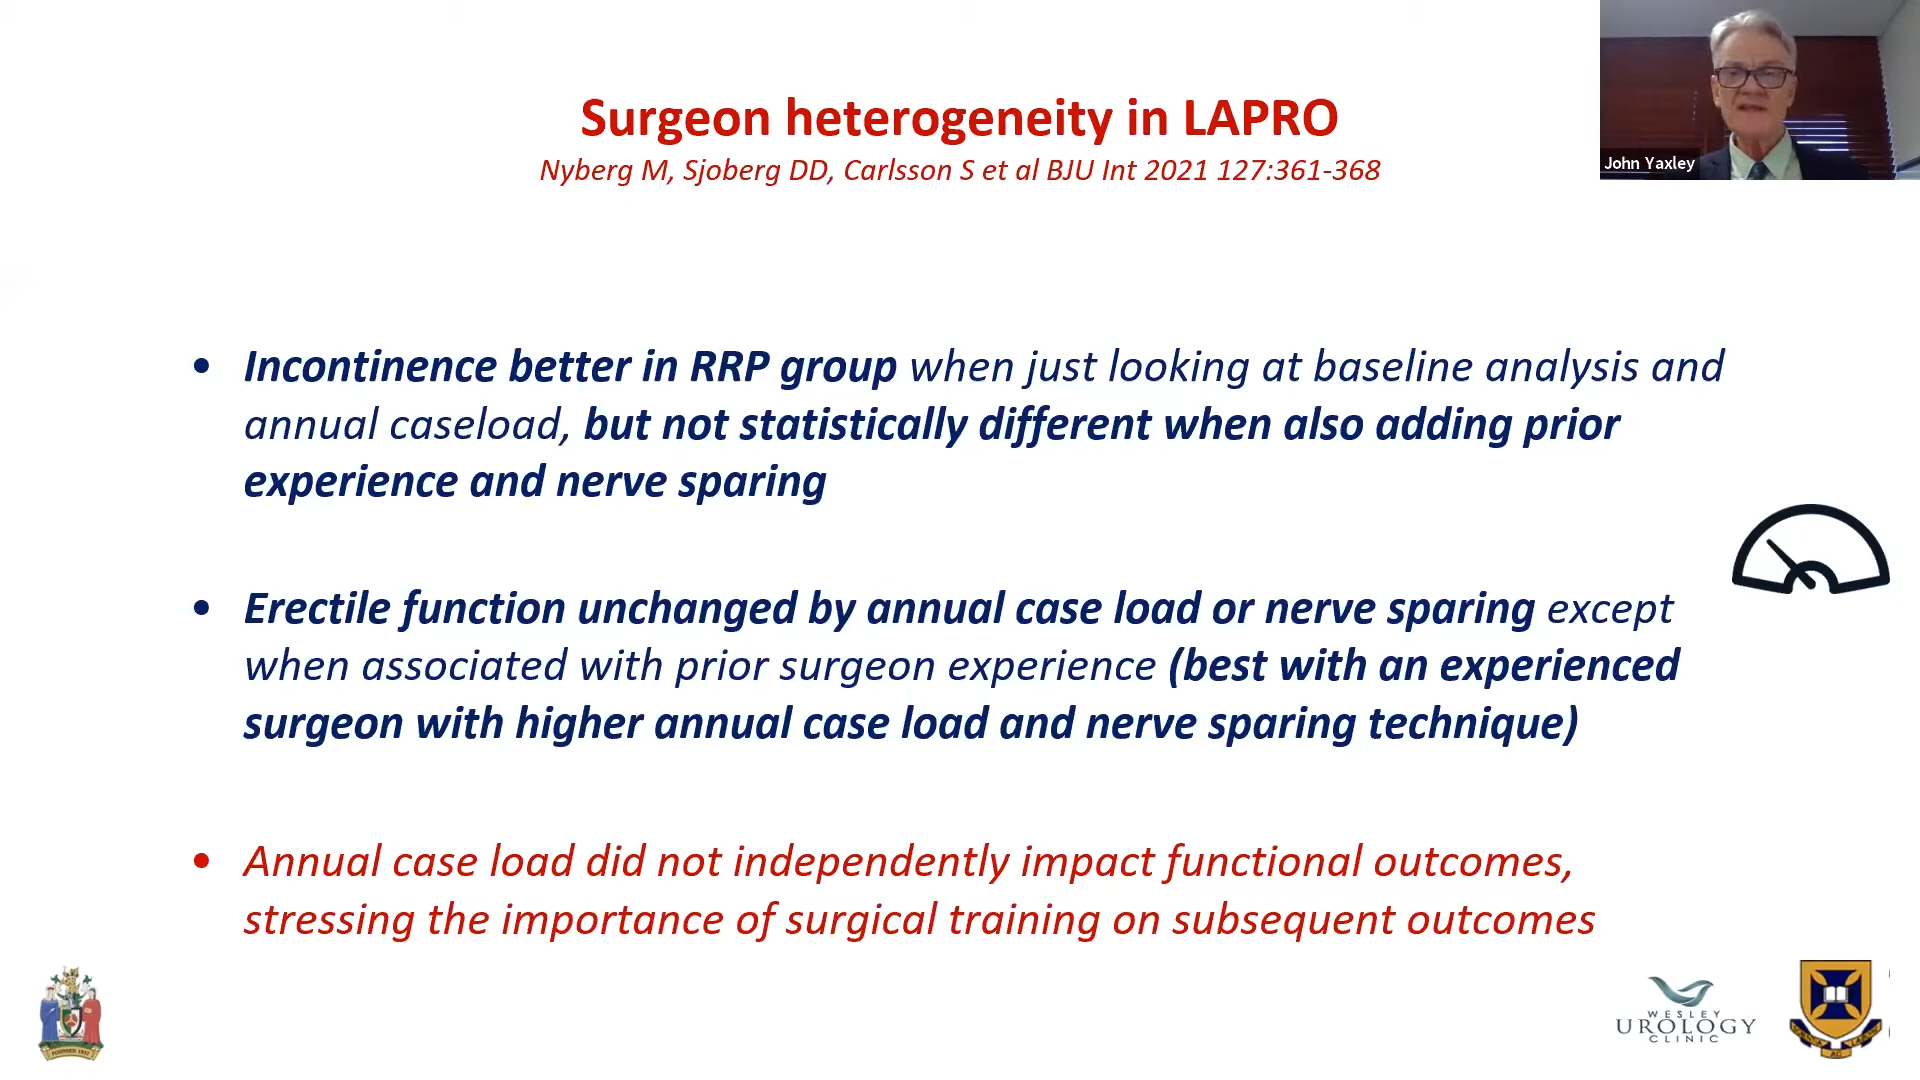 Surgeon heterogeneity in LAPRO
Nyberg M, Sjoberg DD, Carlsson S et al BJU Int 2021 127:361-368
John Yaxley
• Incontinence better in RRP group when just looking at baseline analysis and
annual caseload, but not statistically different when also adding prior
experience and nerve sparing
• Erectile function unchanged by annual case load or nerve sparing except
when associated with prior surgeon experience (best with an experienced
surgeon with higher annual case load and nerve sparing technique)
• Annual case load did not independently impact functional outcomes,
stressing the importance of surgical training on subsequent outcomes
WESLEY
UROLOGY
CLINIC